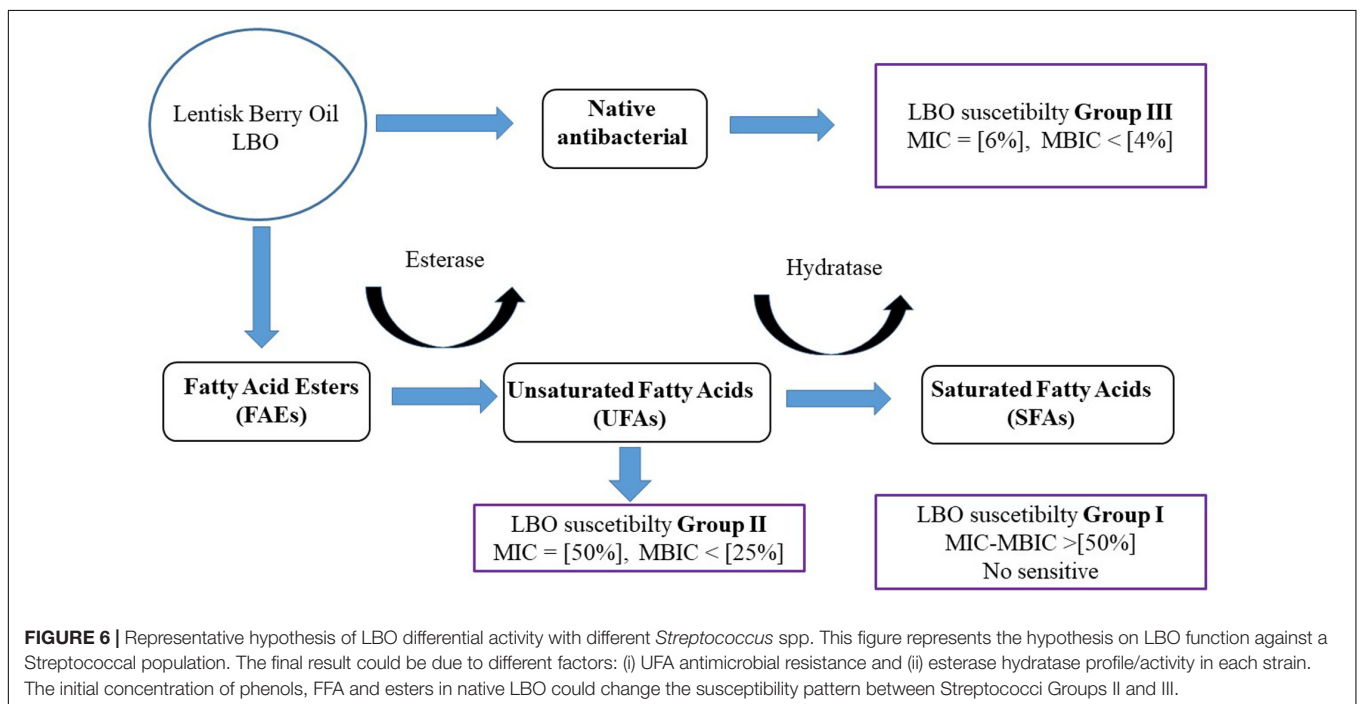 Lentisk Berry Oil
LBO
Native
antibacterial
LBO suscetibilty Group III
MIC = [6%], MBIC < [4%]
Esterase
Hydratase
Fatty Acid Esters
(FAEs)
Unsaturated Fatty Acids
(UFAs)
Saturated Fatty Acids
(SFAs)
LBO suscetibilty Group II
MIC = [50%], MBIC < [25%]
LBO suscetibilty Group I
MIC-MBIC >[50%]
No sensitive
FIGURE 6 | Representative hypothesis of LBO differential activity with different Streptococcus spp. This figure represents the hypothesis on LBO function against a
Streptococcal population. The final result could be due to different factors: (i) UFA antimicrobial resistance and (ii) esterase hydratase profile/activity in each strain.
The initial concentration of phenols, FFA and esters in native LBO could change the susceptibility pattern between Streptococci Groups II and III.